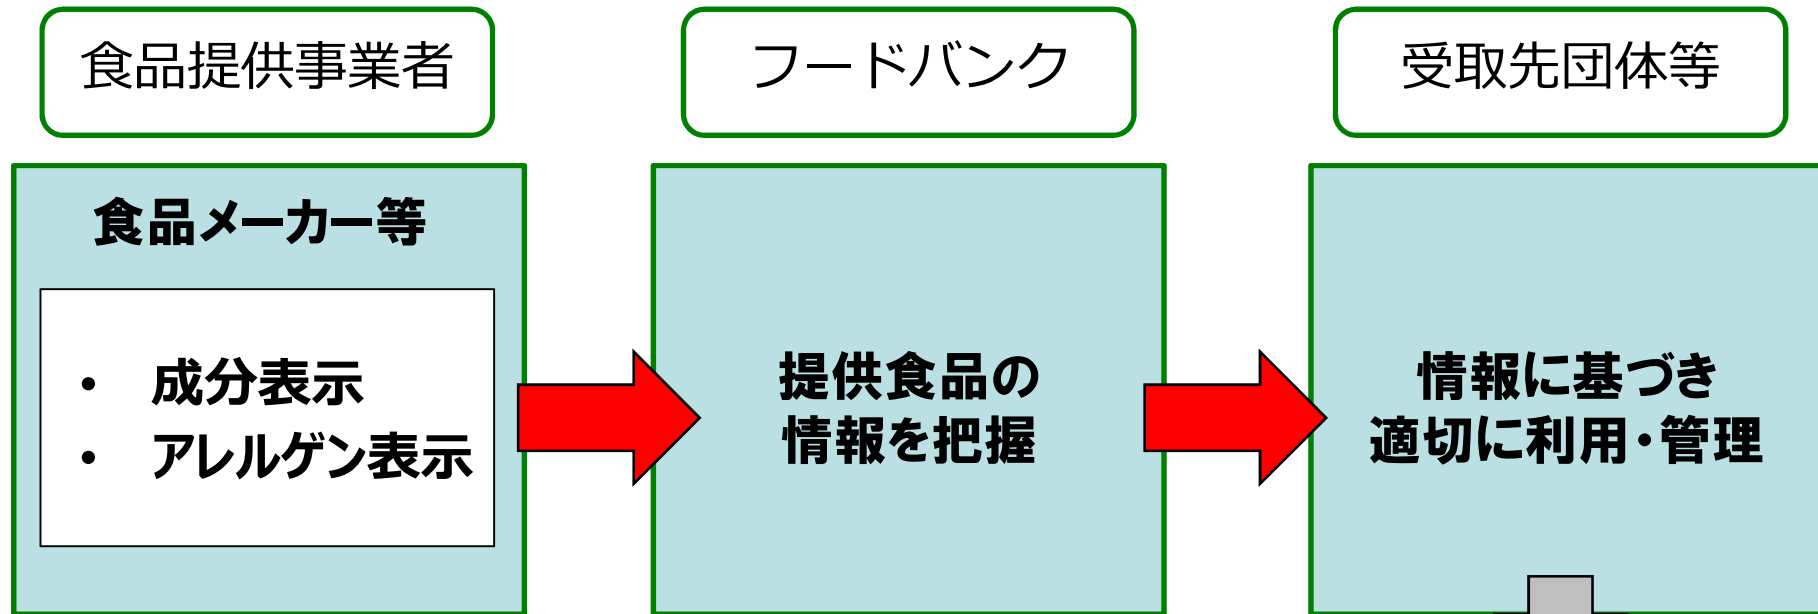 食品提供事業者
フードバンク
受取先団体等
食品メーカー等
• 成分表示
• アレルゲン表示
提供食品の
情報を把握
情報に基づき
適切に利用・管理